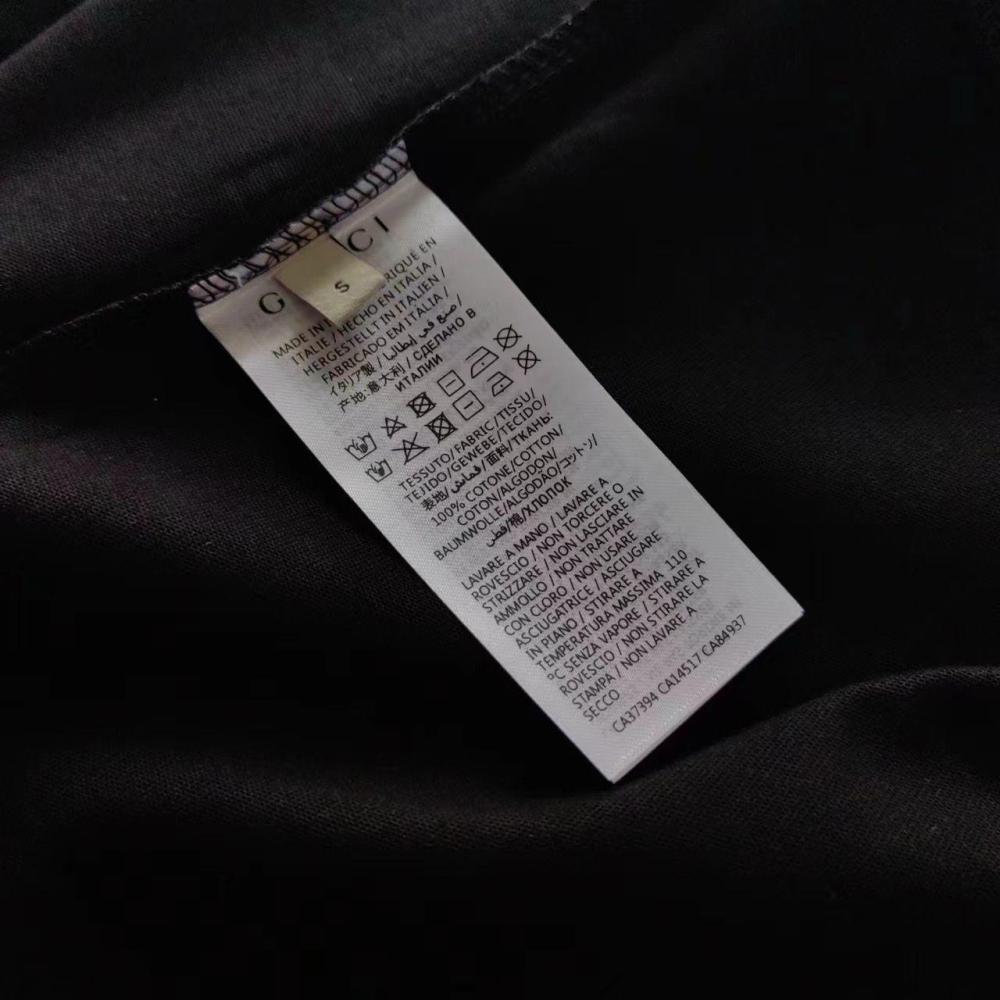 G CI
S
MADE IN RIQUÉ EN
ITALIE / HECHO EN ITALIA /
HERGESTELLT IN ITALIEN /
FABRICADO EM ITALIA /
イタリア製 / صنع في إيطاليا /
产地:意大利 / СДЕЛАНО В
ИТАЛИИ
TESSUTO/FABRIC/TISSU/
TEJIDO/GEWEBE/TECIDO/
表地/قماش/面料/ТКАНЬ:
100% COTONE/COTTON/
COTON/ALGODON/
BAUMWOLLE/ALGODÃO/コットン/
قطن/棉/ХЛОПОК
LAVARE A MANO / LAVARE A
ROVESCIO / NON TORCERE O
STRIZZARE / NON LASCIARE IN
AMMOLLO / NON TRATTARE
CON CLORO / NON USARE
ASCIUGATRICE / ASCIUGARE
IN PIANO / STIRARE A
TEMPERATURA MASSIMA 110
°C SENZA VAPORE / STIRARE A
ROVESCIO / NON STIRARE LA
STAMPA / NON LAVARE A
SECCO
CA37394 CA14517 CA84937